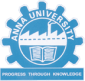 ANNA UNIVERSITY
PROGRESS THROUGH KNOWLEDGE